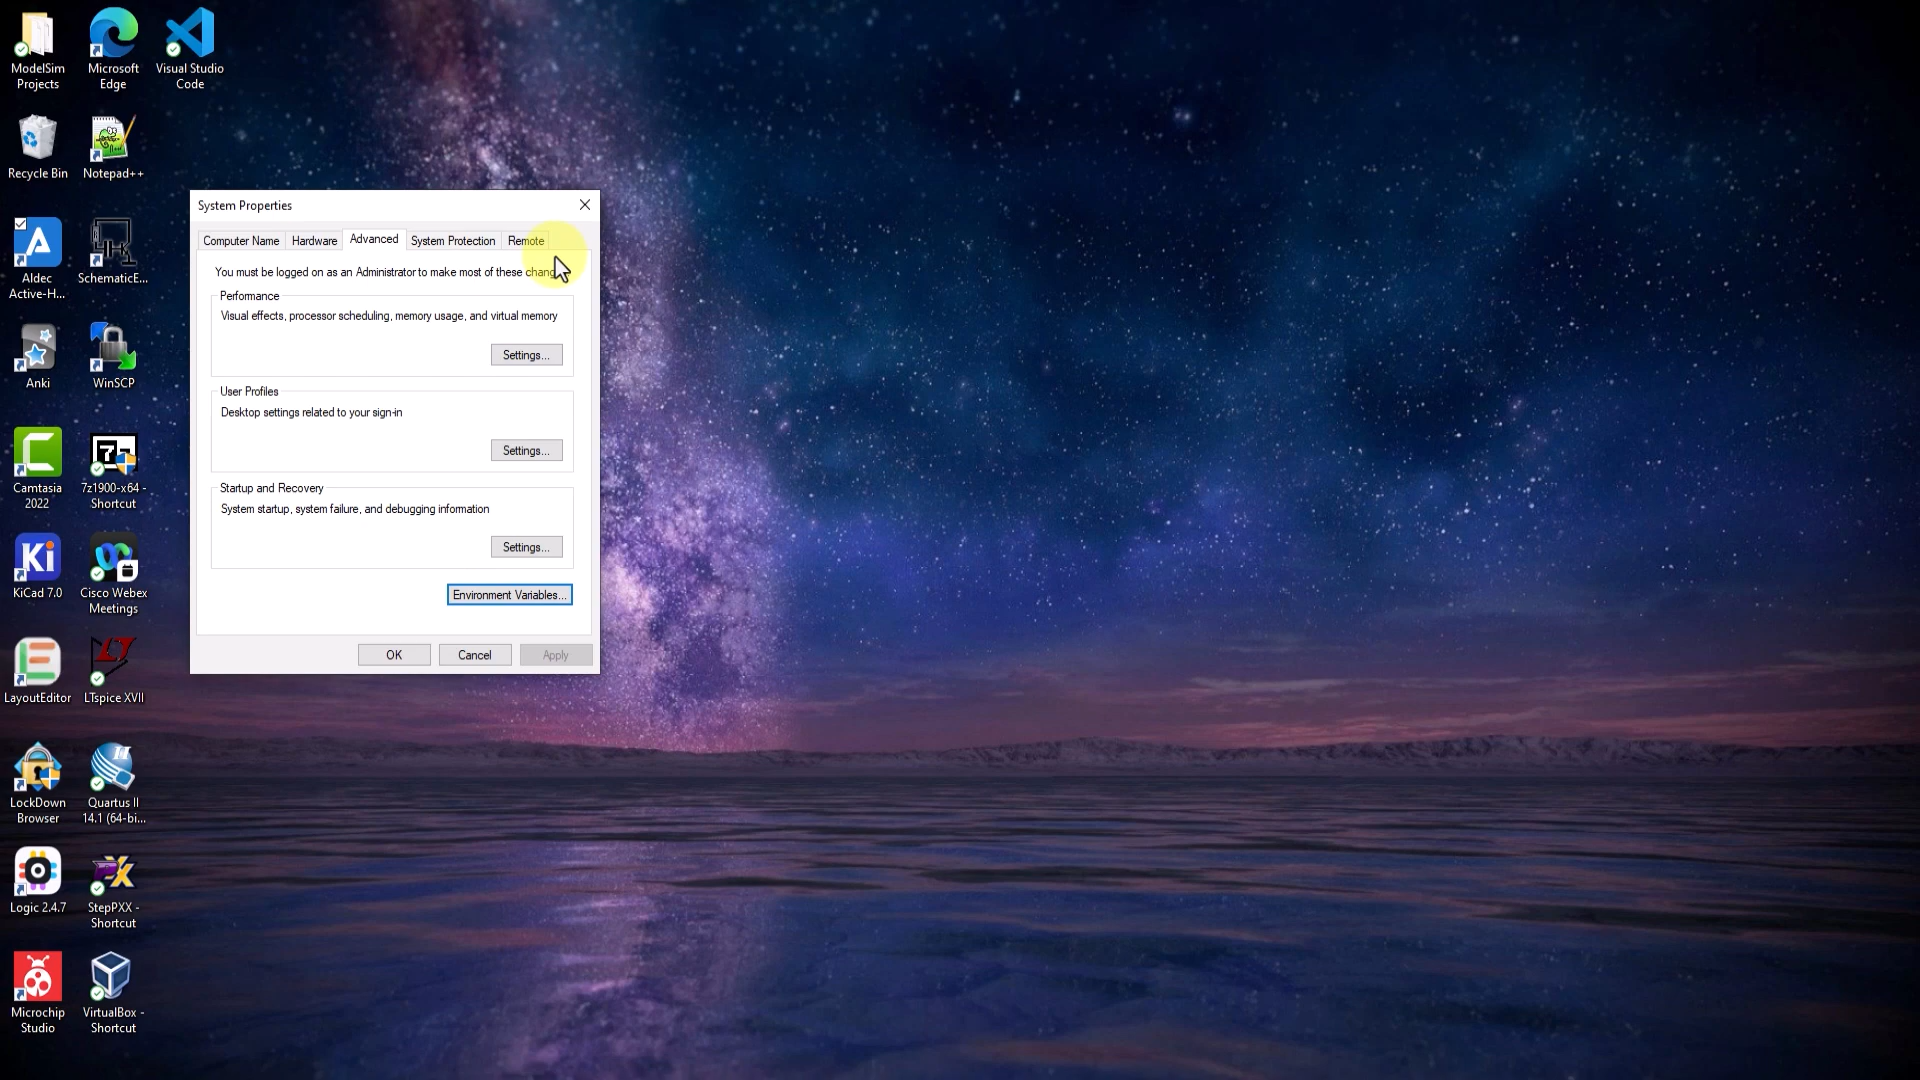 ModelSim
Projects
Microsoft
Edge
Visual Studio
Code
Recycle Bin
Notepad++
Aldec
Active-H...
SchematicE...
Anki
WinSCP
Camtasia
2022
7z1900-x64 -
Shortcut
KiCad 7.0
Cisco Webex
Meetings
LayoutEditor
LTspice XVII
LockDown
Browser
Quartus II
14.1 (64-bi...
Logic 2.4.7
StepPXX -
Shortcut
Microchip
Studio
VirtualBox -
Shortcut
System Properties
Computer Name
Hardware
Advanced
System Protection
Remote
You must be logged on as an Administrator to make most of these
Performance
Visual effects, processor scheduling, memory usage, and virtual memory
Settings...
User Profiles
Desktop settings related to your sign-in
Settings...
Startup and Recovery
System startup, system failure, and debugging information
Settings...
Environment Variables...
OK
Cancel
Apply